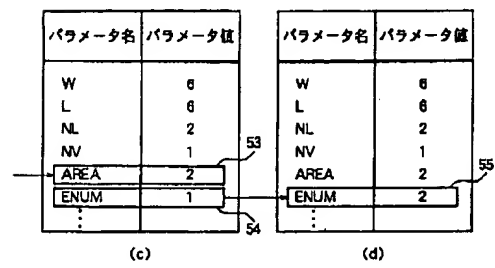 パラメータ名 パラメータ値 パラメータ名 パラメータ値
W 6 W 6
L 6 L 6
NL 2 NL 2
NV 1 53 NV 1 55
AREA 2 AREA 2
ENUM 1 ENUM 2
54
(c) (d)